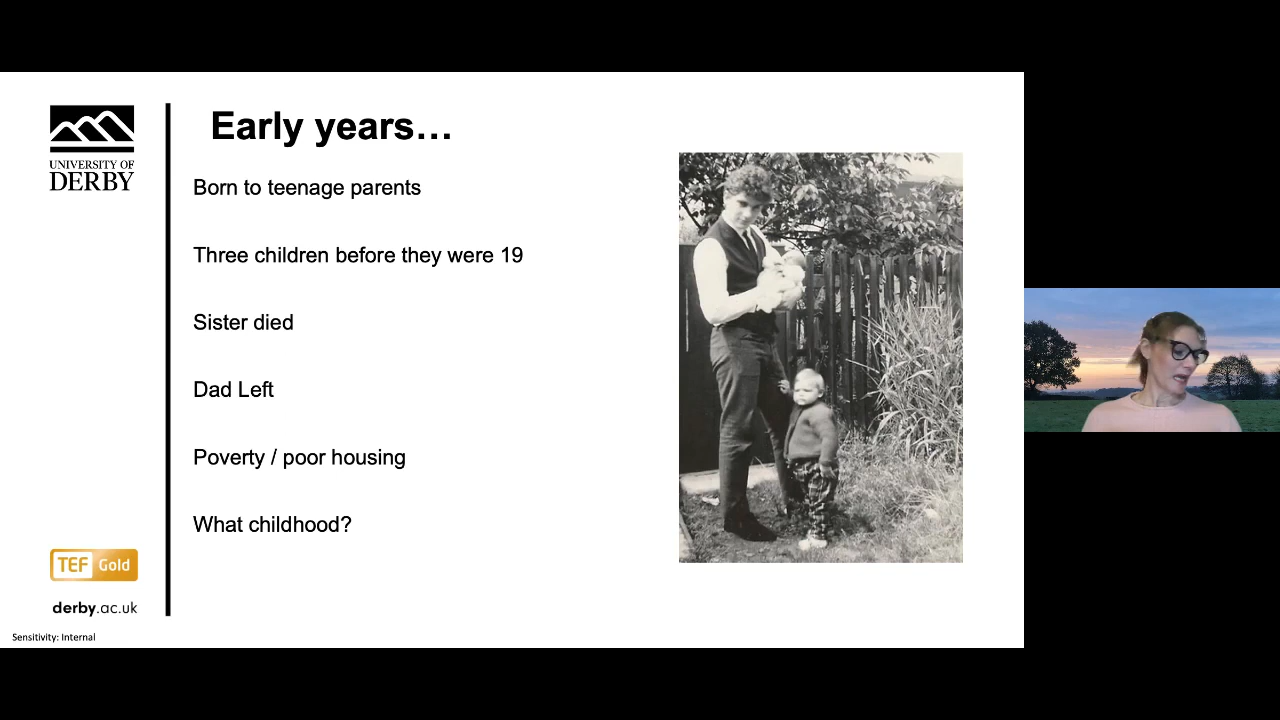 UNIVERSITY OF
DERBY
Early years…
Born to teenage parents
Three children before they were 19
Sister died
Dad Left
Poverty / poor housing
What childhood?
TEF Gold
derby.ac.uk
Sensitivity: Internal